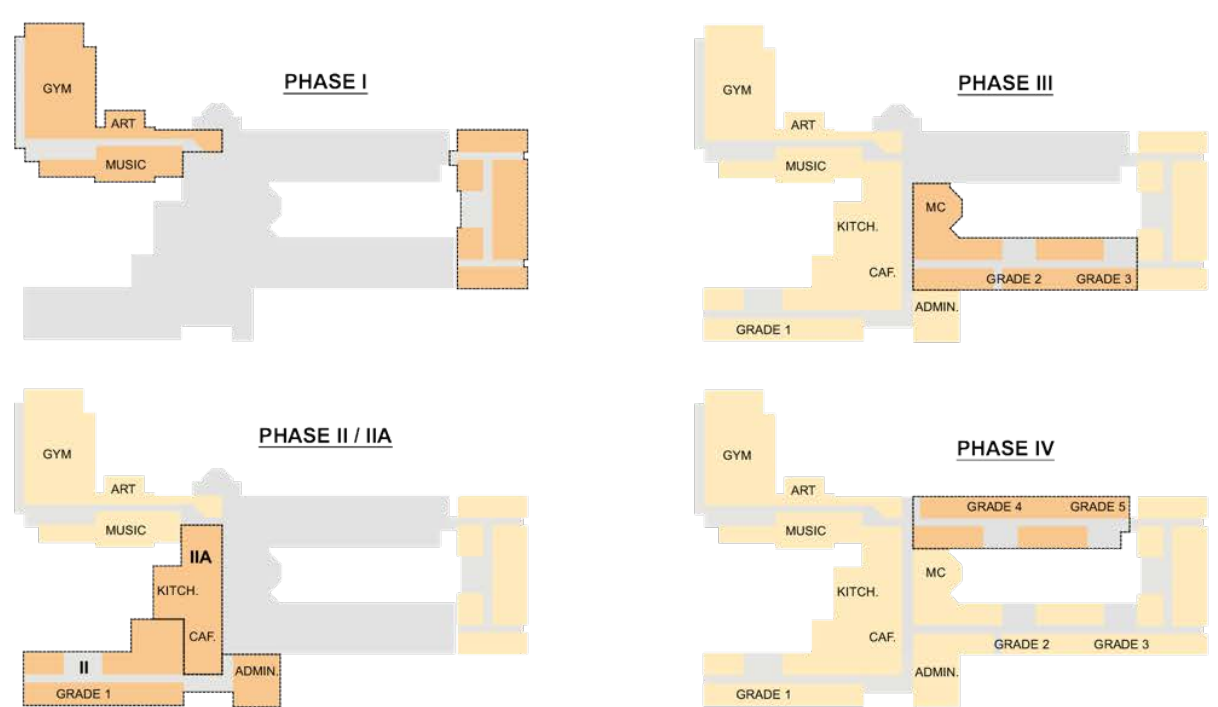 PHASE I
GYM
ART
MUSIC
PHASE III
GYM
ART
MUSIC
MC
KITCH.
CAF.
GRADE 2
GRADE 3
ADMIN.
GRADE 1
PHASE II / IIA
GYM
ART
MUSIC
IIA
KITCH.
CAF.
II
ADMIN.
GRADE 1
PHASE IV
GYM
ART
GRADE 4
GRADE 5
MUSIC
MC
KITCH.
CAF.
GRADE 2
GRADE 3
ADMIN.
GRADE 1